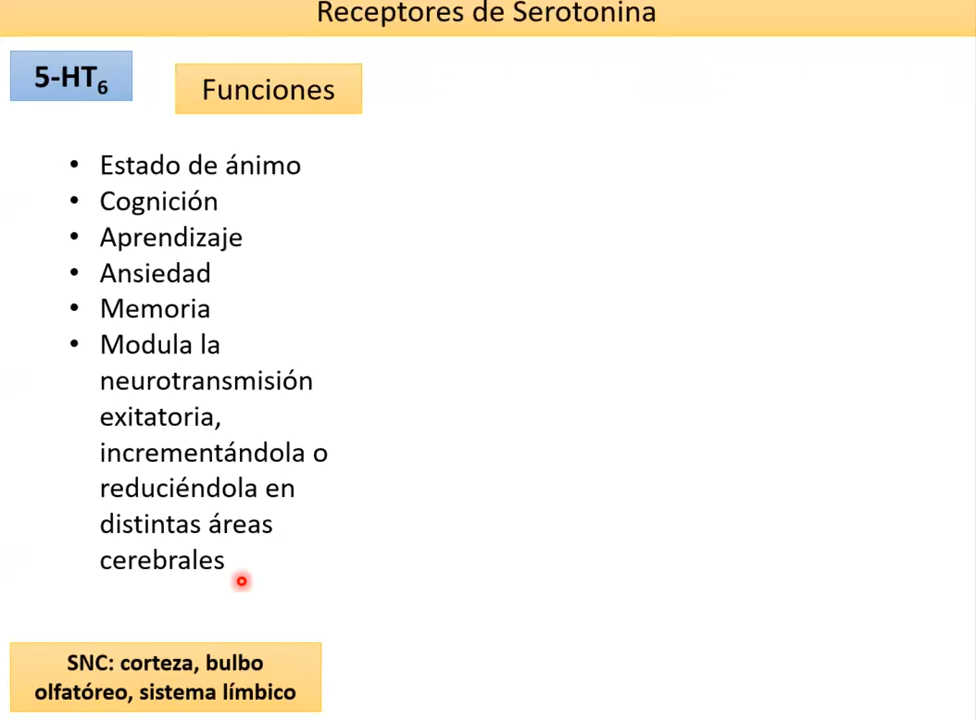 Receptores de Serotonina
5-HT6
Funciones
• Estado de ánimo
• Cognición
• Aprendizaje
• Ansiedad
• Memoria
• Modula la
neurotransmisión
exitatoria,
incrementándola o
reduciéndola en
distintas áreas
cerebrales
SNC: corteza, bulbo
olfatóreo, sistema límbico